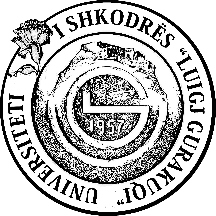 UNIVERSITETI I SHKODRËS "LUIGJ GURAKUQI"
1957